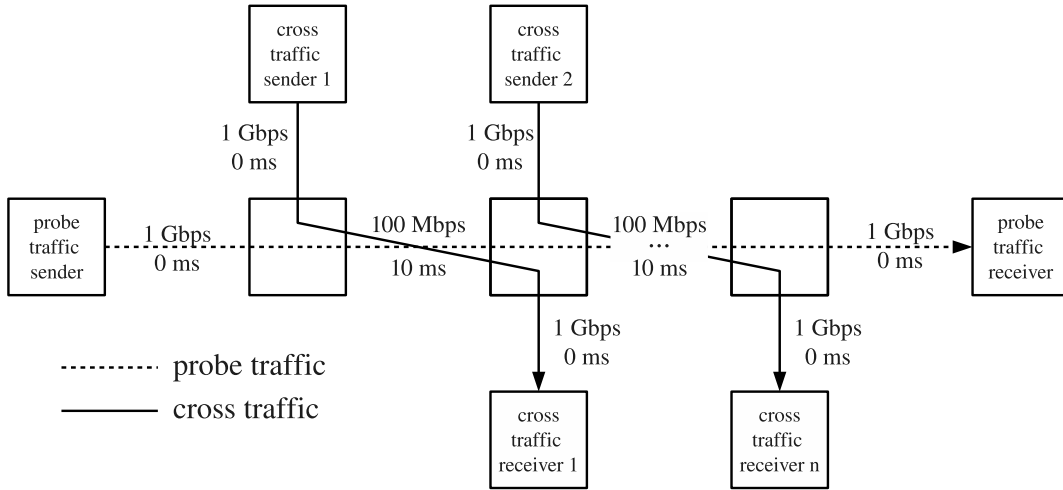 cross
traffic
sender 1
cross
traffic
sender 2
1 Gbps
0 ms
1 Gbps
0 ms
probe
traffic
sender
1 Gbps
0 ms
100 Mbps
10 ms
100 Mbps
...
10 ms
1 Gbps
0 ms
probe
traffic
receiver
1 Gbps
0 ms
1 Gbps
0 ms
probe traffic
cross traffic
cross
traffic
receiver 1
cross
traffic
receiver n